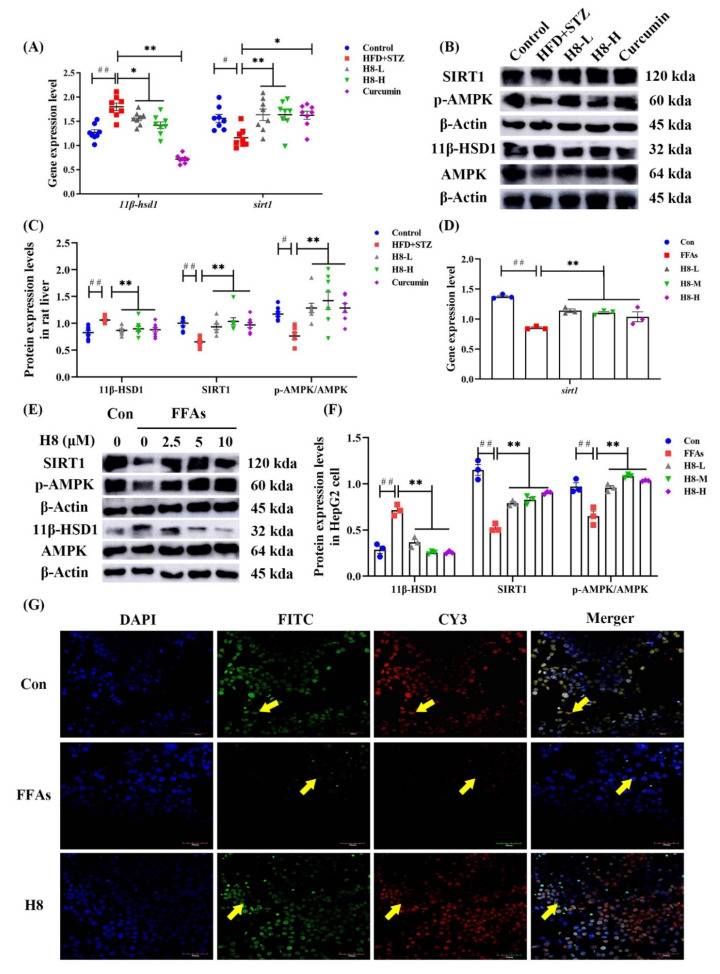 (A)
Control
HFD+STZ
H8-L
H8-H
Curcumin
Gene expression level
2.5
2.0
1.5
1.0
0.5
0.0
##
**
*
#
**
*
11β-hsd1
sirt1
(B)
Control
HFD+STZ
H8-L
H8-H
Curcumin
SIRT1 120 kda
p-AMPK 60 kda
β-Actin 45 kda
11β-HSD1 32 kda
AMPK 64 kda
β-Actin 45 kda
(C)
Control
HFD+STZ
H8-L
H8-H
Curcumin
Protein expression levels
in rat liver
2.5
2.0
1.5
1.0
0.5
0.0
##
**
##
**
#
**
11β-HSD1
SIRT1
p-AMPK/AMPK
(D)
Con
FFAs
H8-L
H8-M
H8-H
Gene expression level
2.0
1.5
1.0
0.5
0.0
##
**
sirt1
(E)
Con FFAs
H8 (μM) 0 0 2.5 5 10
SIRT1 120 kda
p-AMPK 60 kda
β-Actin 45 kda
11β-HSD1 32 kda
AMPK 64 kda
β-Actin 45 kda
(F)
Con
FFAs
H8-L
H8-M
H8-H
Protein expression levels
in HepG2 cell
1.5
1.0
0.5
0.0
##
**
##
**
##
**
11β-HSD1
SIRT1
p-AMPK/AMPK
(G)
DAPI FITC CY3 Merger
Con
FFAs
H8